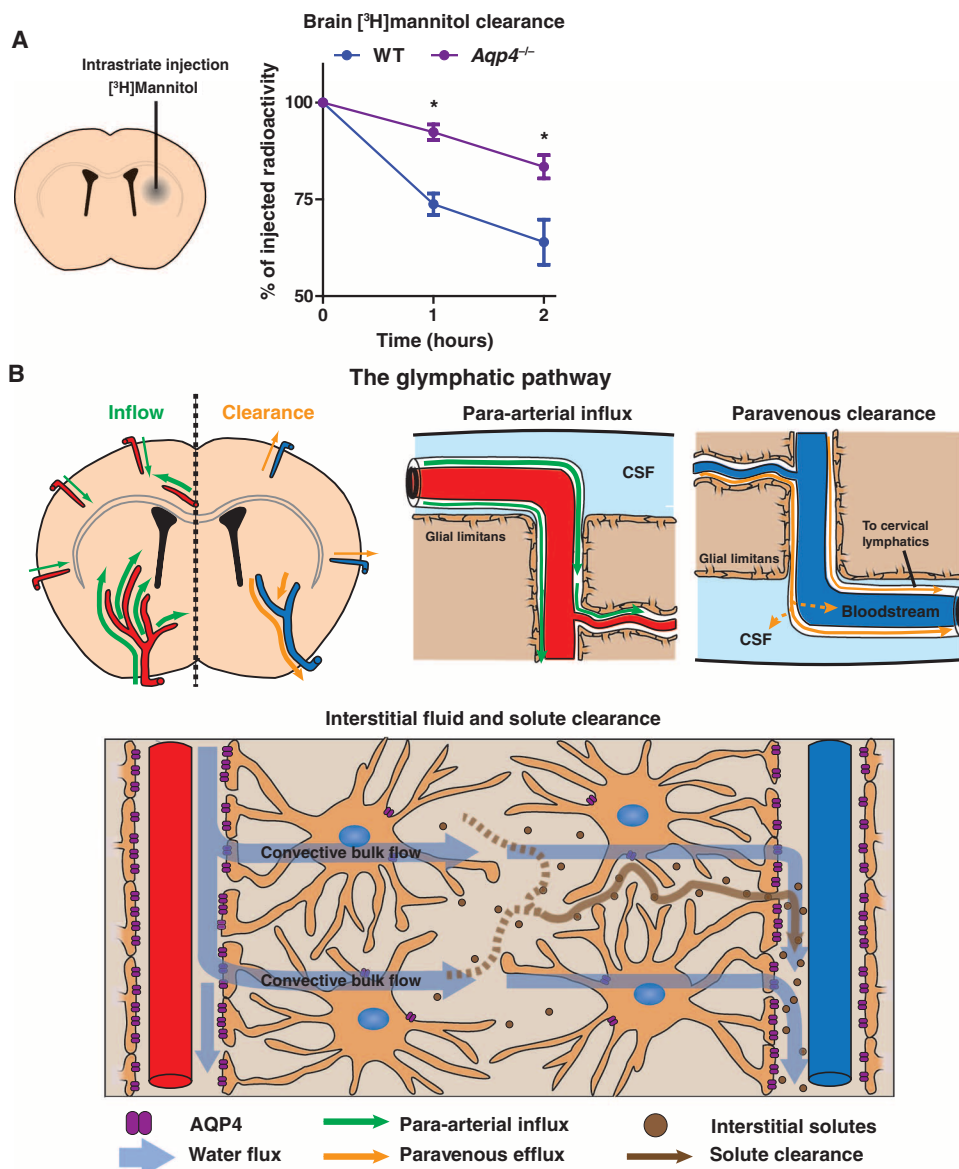 A
Brain [³H]mannitol clearance
WT
Aqp4–/–
Intrastriate injection
[³H]Mannitol
% of injected radioactivity
100
75
50
*
*
0
1
2
Time (hours)
B
The glymphatic pathway
Inflow
Clearance
Para-arterial influx
CSF
Glial limitans
Paravenous clearance
To cervical
lymphatics
Glial limitans
Bloodstream
CSF
Interstitial fluid and solute clearance
Convective bulk flow
Convective bulk flow
AQP4
Para-arterial influx
Interstitial solutes
Water flux
Paravenous efflux
Solute clearance